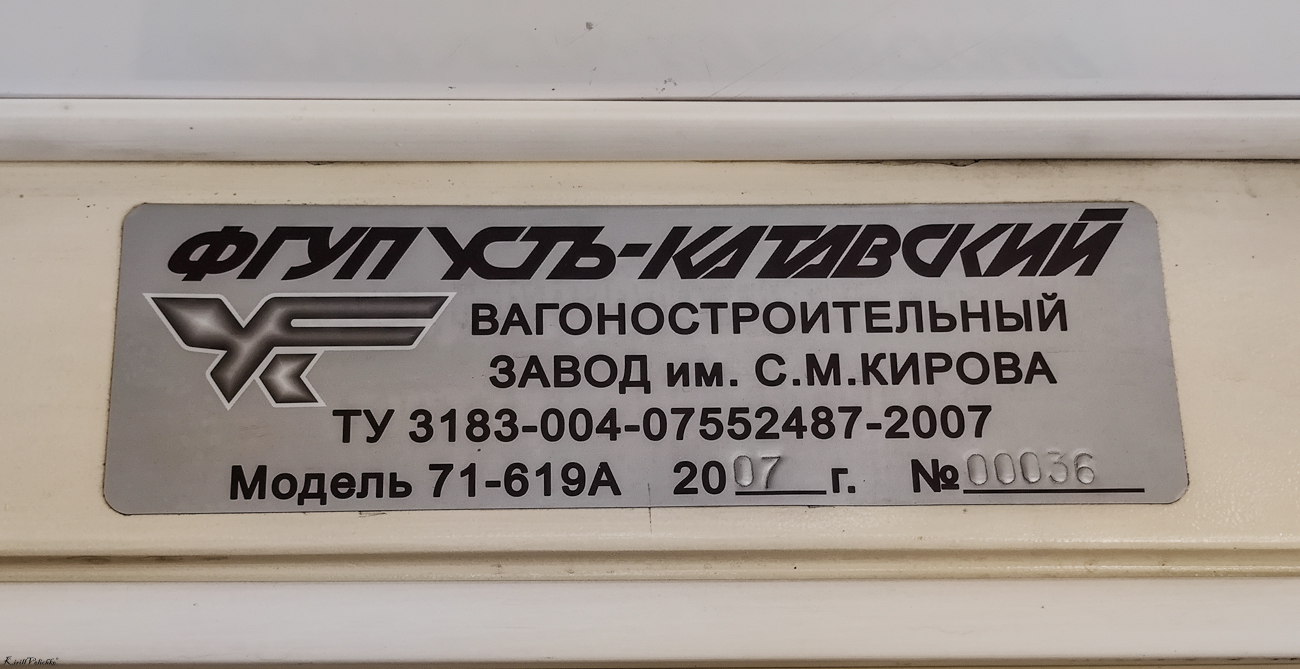 ФГУП УСТЬ-КАТАВСКИЙ
ВАГОНОСТРОИТЕЛЬНЫЙ
ЗАВОД им. С.М.КИРОВА
ТУ 3183-004-07552487-2007
Модель 71-619А 2007 г. №00036